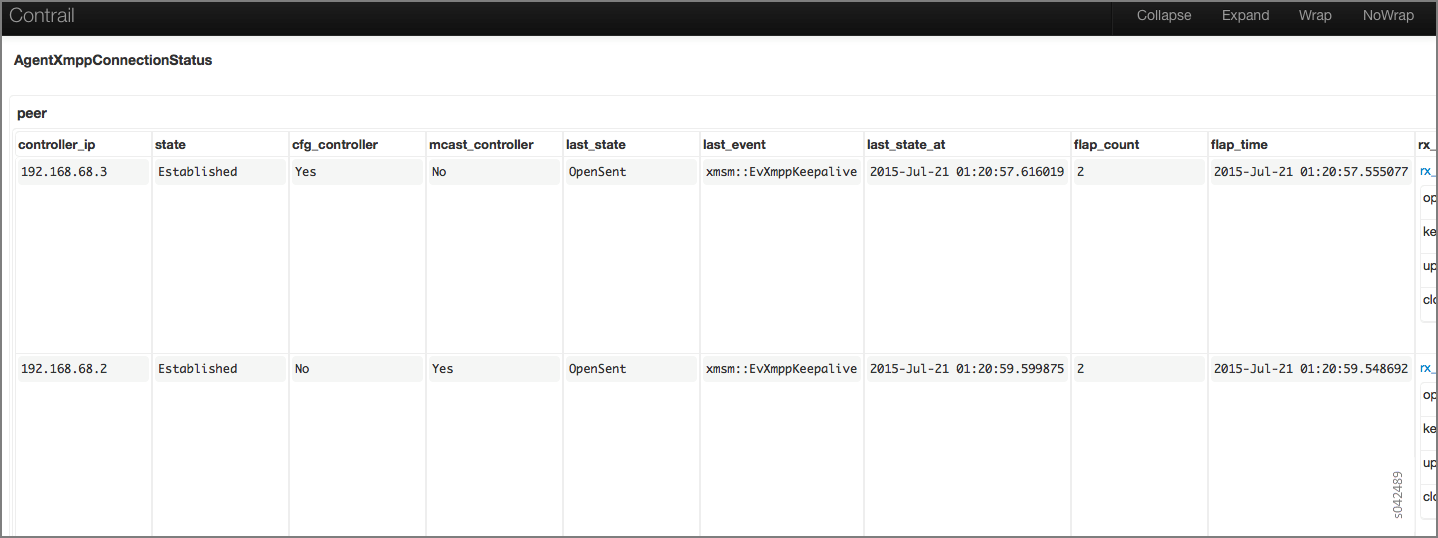 Contrail Collapse Expand Wrap NoWrap
AgentXmppConnectionStatus
peer
controller_ip state cfg_controller mcast_controller last_state last_event last_state_at flap_count flap_time rx_
192.168.68.3 Established Yes No OpenSent xmsm::EvXmppKeepalive 2015-Jul-21 01:20:57.616019 2 2015-Jul-21 01:20:57.555077 rx_
op
ke
up
clo
192.168.68.2 Established No Yes OpenSent xmsm::EvXmppKeepalive 2015-Jul-21 01:20:59.599875 2 2015-Jul-21 01:20:59.548692 rx_
op
ke
up
clo
s042489